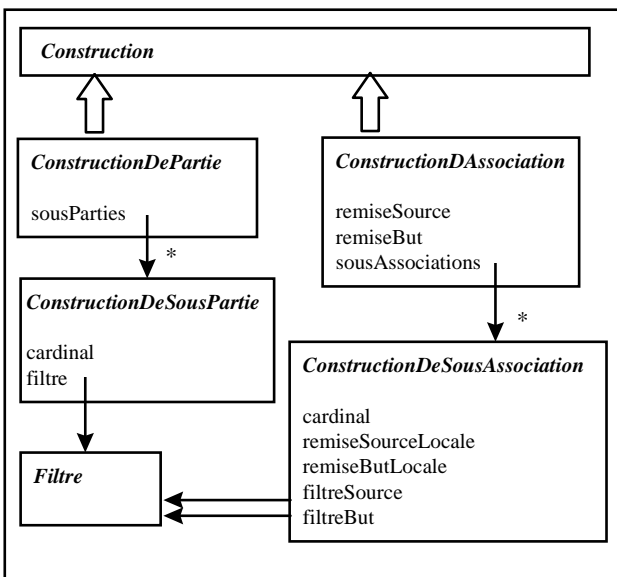 Construction
ConstructionDePartie
sousParties
*
ConstructionDAssociation
remiseSource
remiseBut
sousAssociations
*
ConstructionDeSousPartie
cardinal
filtre
ConstructionDeSousAssociation
cardinal
remiseSourceLocale
remiseButLocale
filtreSource
filtreBut
Filtre